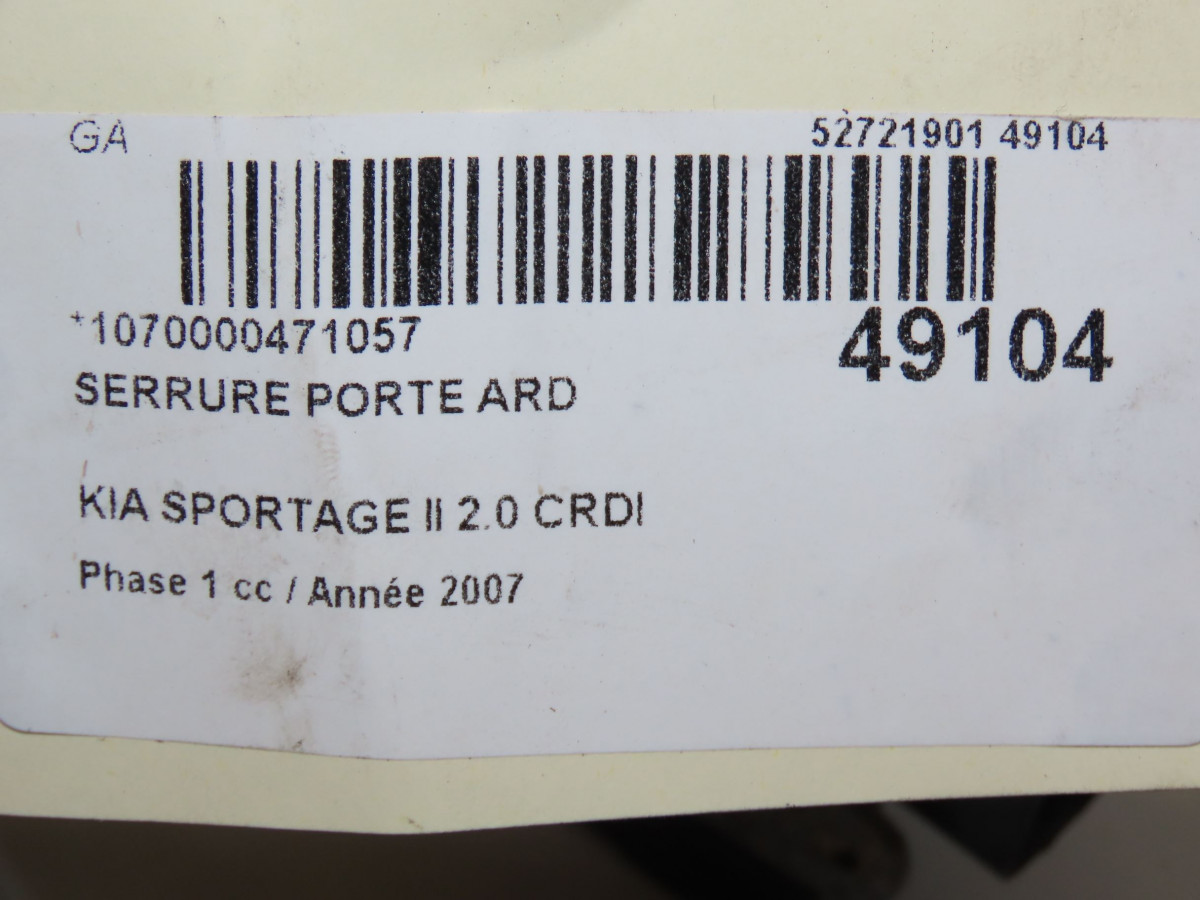 GA
52721901 49104
*1070000471057
49104
SERRURE PORTE ARD
KIA SPORTAGE II 2.0 CRDI
Phase 1 cc / Année 2007